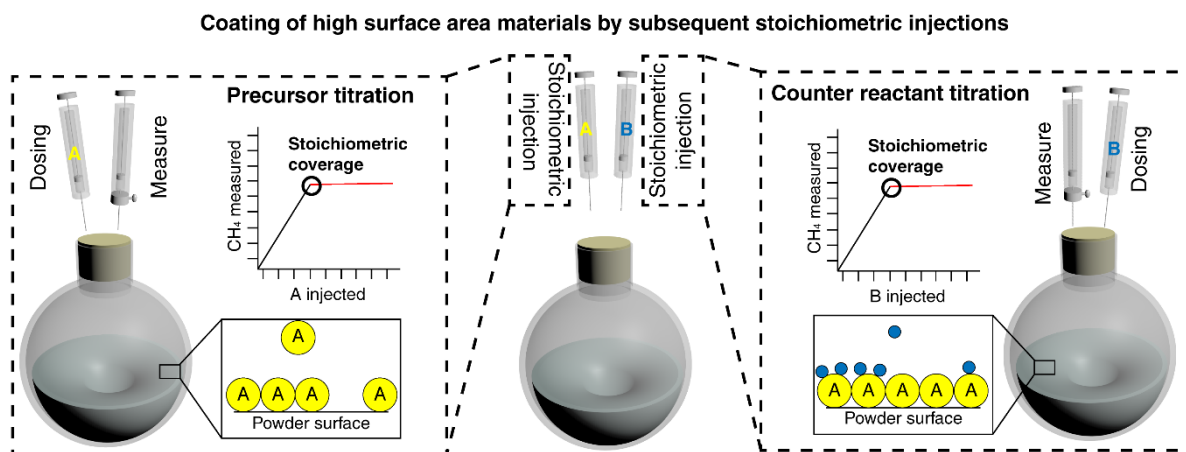 Coating of high surface area materials by subsequent stoichiometric injections
Precursor titration
Dosing
A
Measure
CH₄ measured
Stoichiometric
coverage
A injected
A
A A A A
Powder surface
Stoichiometric
injection
A
B
Stoichiometric
injection
Counter reactant titration
CH₄ measured
Stoichiometric
coverage
B injected
Measure
B
Dosing
A A A A A
Powder surface